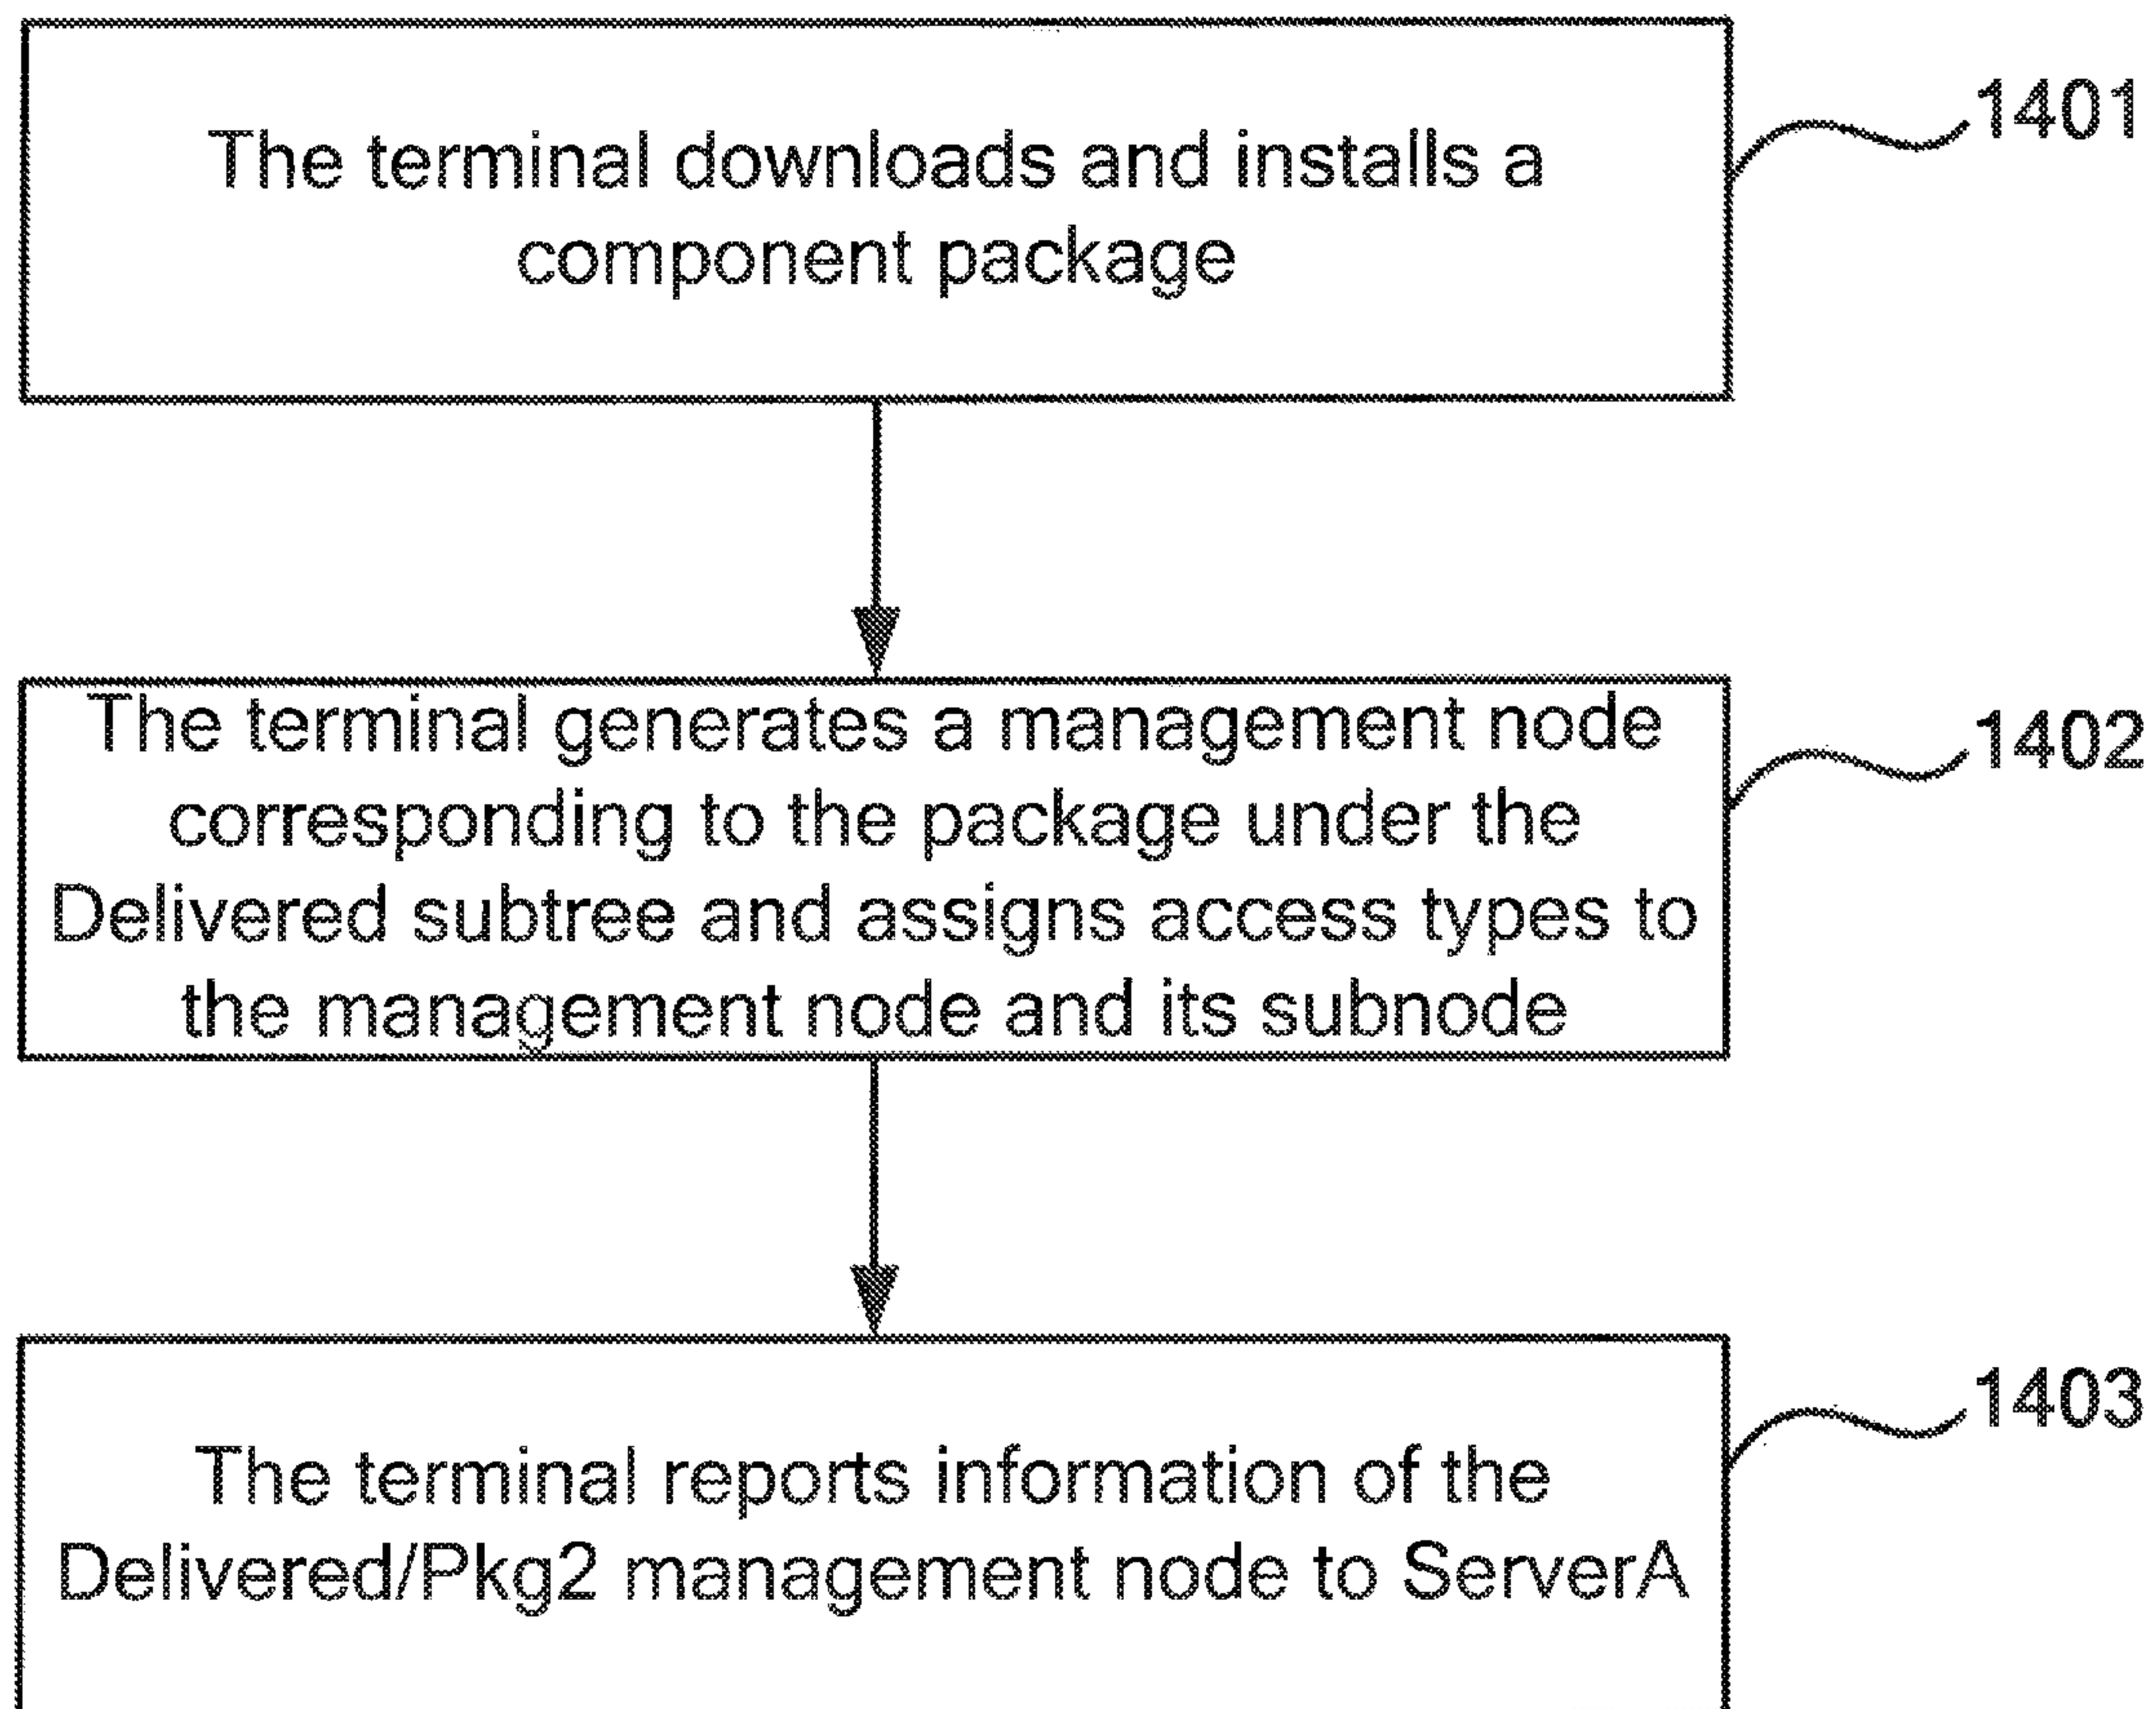 The terminal downloads and installs a
component package
1401
The terminal generates a management node
corresponding to the package under the
Delivered subtree and assigns access types to
the management node and its subnode
1402
The terminal reports information of the
Delivered/Pkg2 management node to ServerA
1403